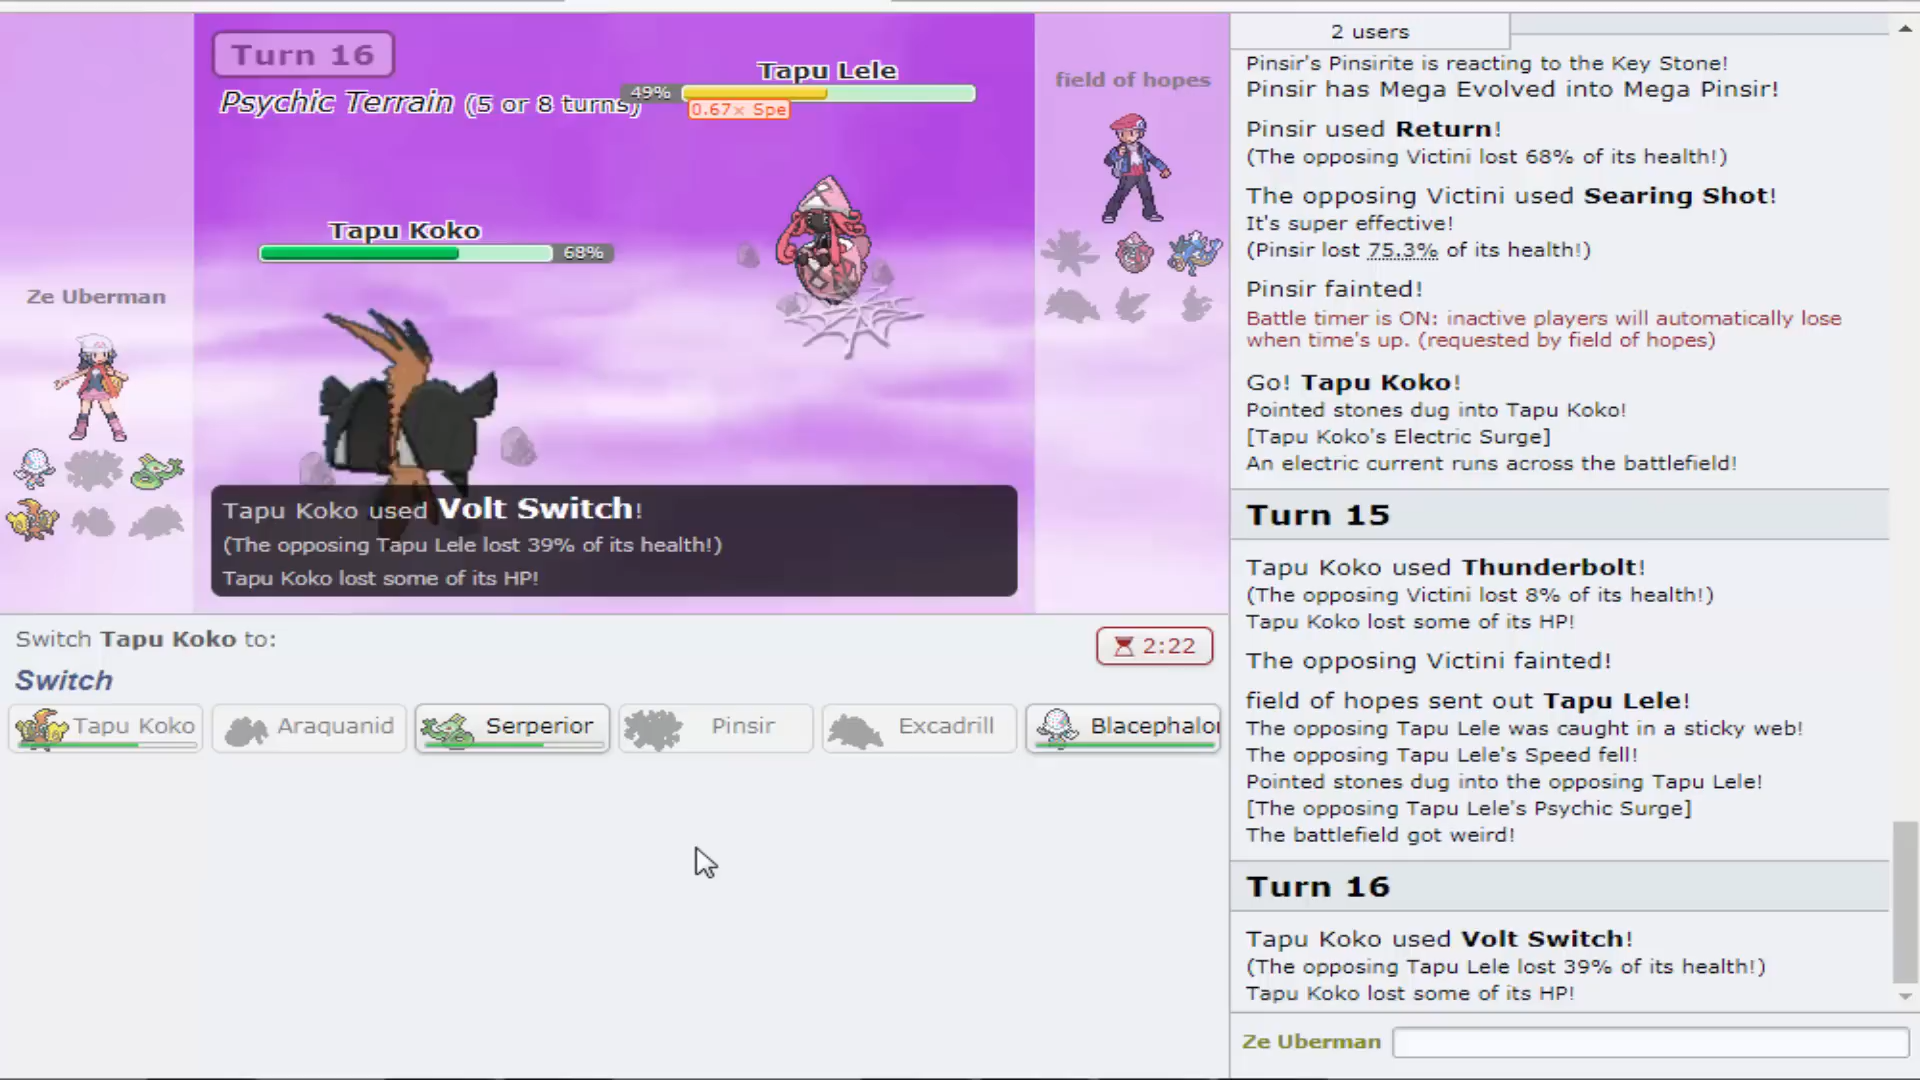 Turn 16
Psychic Terrain (5 or 8 turns)
Tapu Lele
49%
0.67× Spe
Tapu Koko
68%
Ze Uberman
field of hopes
Tapu Koko used Volt Switch!
(The opposing Tapu Lele lost 39% of its health!)
Tapu Koko lost some of its HP!
Switch Tapu Koko to:
2:22
Switch
Tapu Koko
Araquanid
Serperior
Pinsir
Excadrill
Blacephalo
2 users
Pinsir's Pinsirite is reacting to the Key Stone!
Pinsir has Mega Evolved into Mega Pinsir!
Pinsir used Return!
(The opposing Victini lost 68% of its health!)
The opposing Victini used Searing Shot!
It's super effective!
(Pinsir lost 75.3% of its health!)
Pinsir fainted!
Battle timer is ON: inactive players will automatically lose
when time's up. (requested by field of hopes)
Go! Tapu Koko!
Pointed stones dug into Tapu Koko!
[Tapu Koko's Electric Surge]
An electric current runs across the battlefield!
Turn 15
Tapu Koko used Thunderbolt!
(The opposing Victini lost 8% of its health!)
Tapu Koko lost some of its HP!
The opposing Victini fainted!
field of hopes sent out Tapu Lele!
The opposing Tapu Lele was caught in a sticky web!
The opposing Tapu Lele's Speed fell!
Pointed stones dug into the opposing Tapu Lele!
[The opposing Tapu Lele's Psychic Surge]
The battlefield got weird!
Turn 16
Tapu Koko used Volt Switch!
(The opposing Tapu Lele lost 39% of its health!)
Tapu Koko lost some of its HP!
Ze Uberman